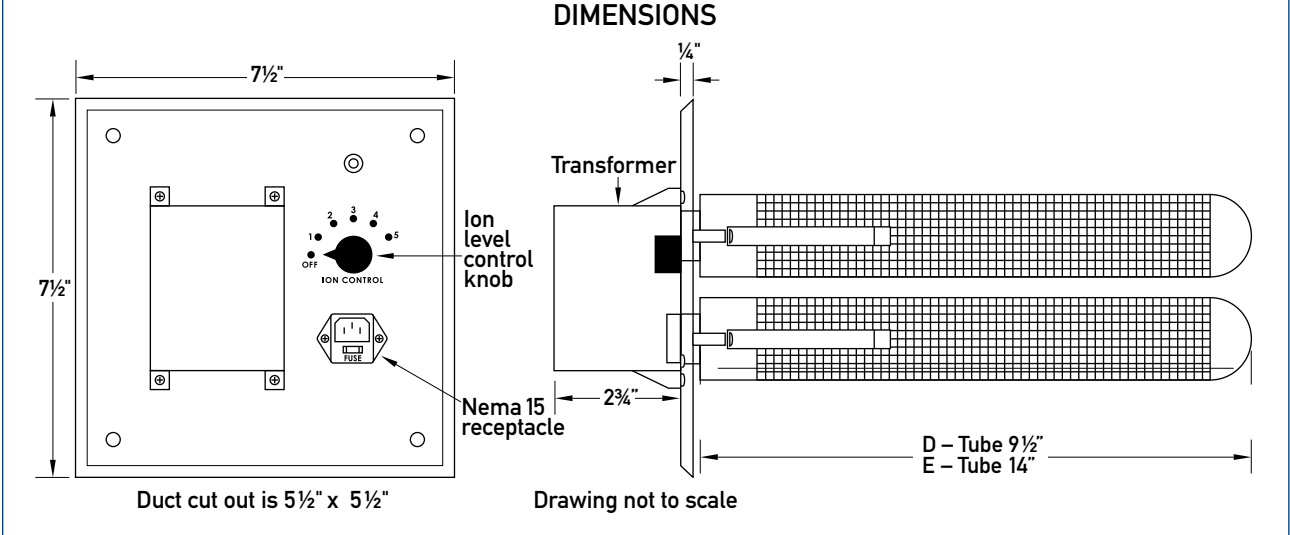 DIMENSIONS
7½"
7½"
1
2
3
4
5
OFF
ION CONTROL
FUSE
Ion
level
control
knob
Nema 15
receptacle
Duct cut out is 5½" x 5½"
¼"
Transformer
2¾”
D – Tube 9½”
E – Tube 14”
Drawing not to scale